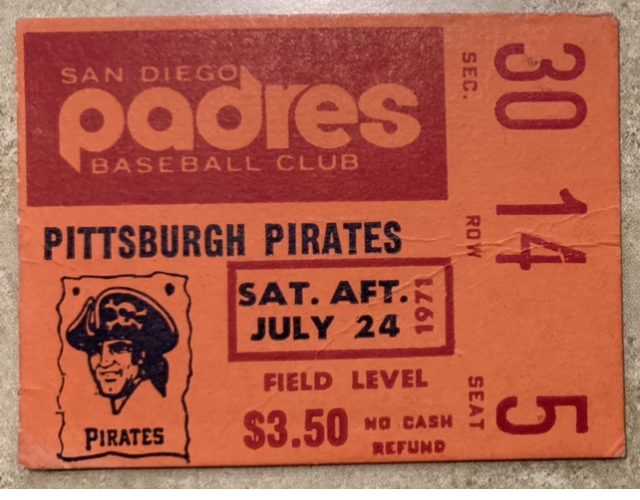 SAN DIEGO
padres
BASEBALL CLUB
PITTSBURGH PIRATES
SAT. AFT.
JULY 24
1971
FIELD LEVEL
$3.50 NO CASH
REFUND
PIRATES
SEC. 30
ROW 14
SEAT 5